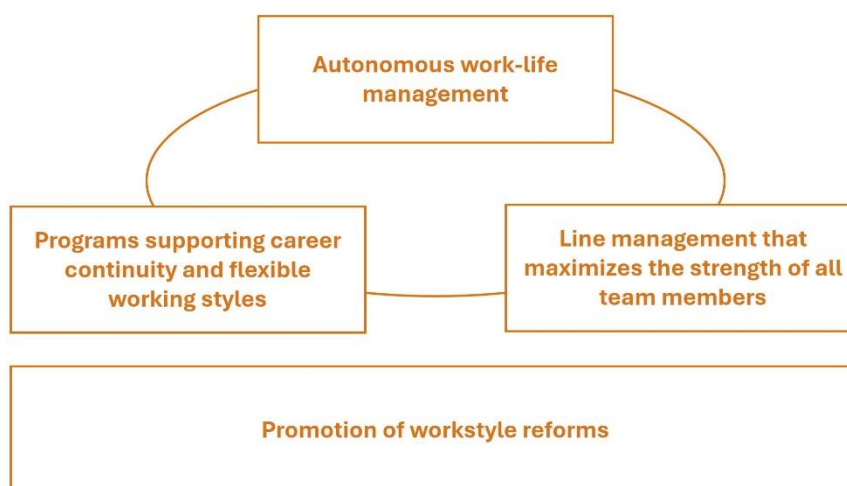 Autonomous work-life
management
Programs supporting career
continuity and flexible
working styles
Line management that
maximizes the strength of all
team members
Promotion of workstyle reforms